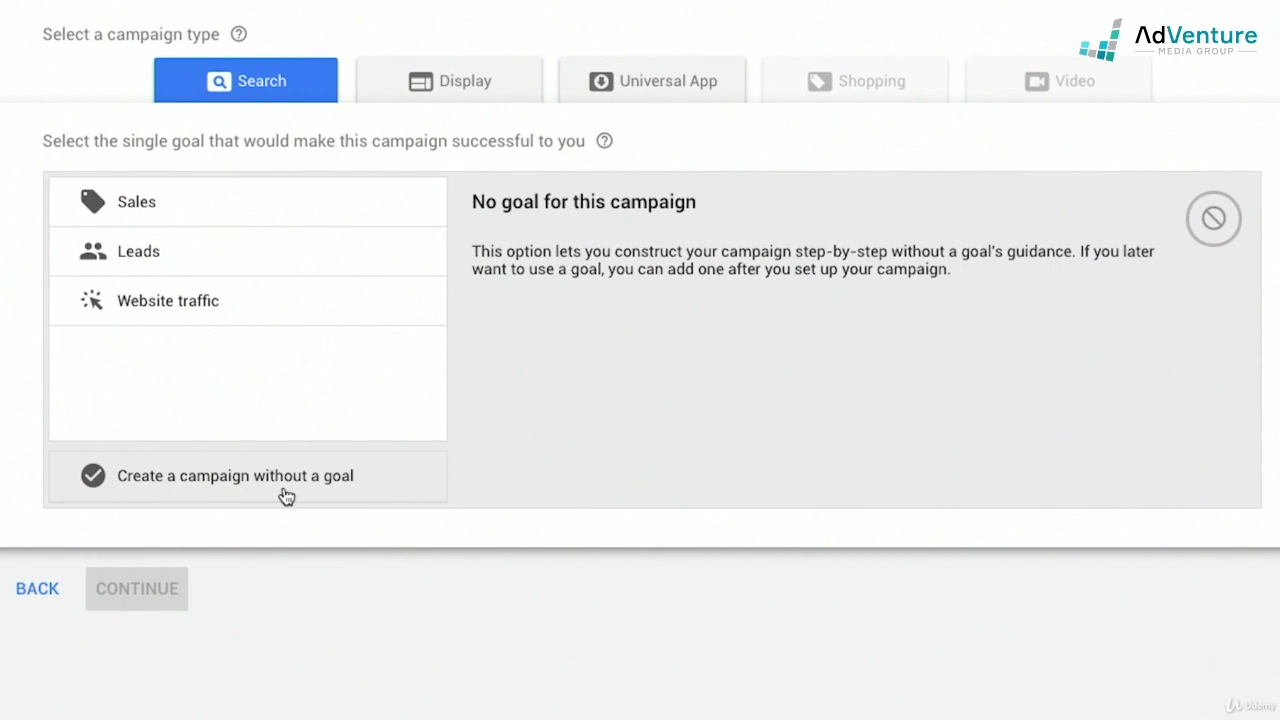 Select a campaign type
AdVenture
MEDIA GROUP
Search
Display
Universal App
Shopping
Video
Select the single goal that would make this campaign successful to you
Sales
Leads
Website traffic
Create a campaign without a goal
No goal for this campaign
This option lets you construct your campaign step-by-step without a goal's guidance. If you later
want to use a goal, you can add one after you set up your campaign.
BACK
CONTINUE
Udemy